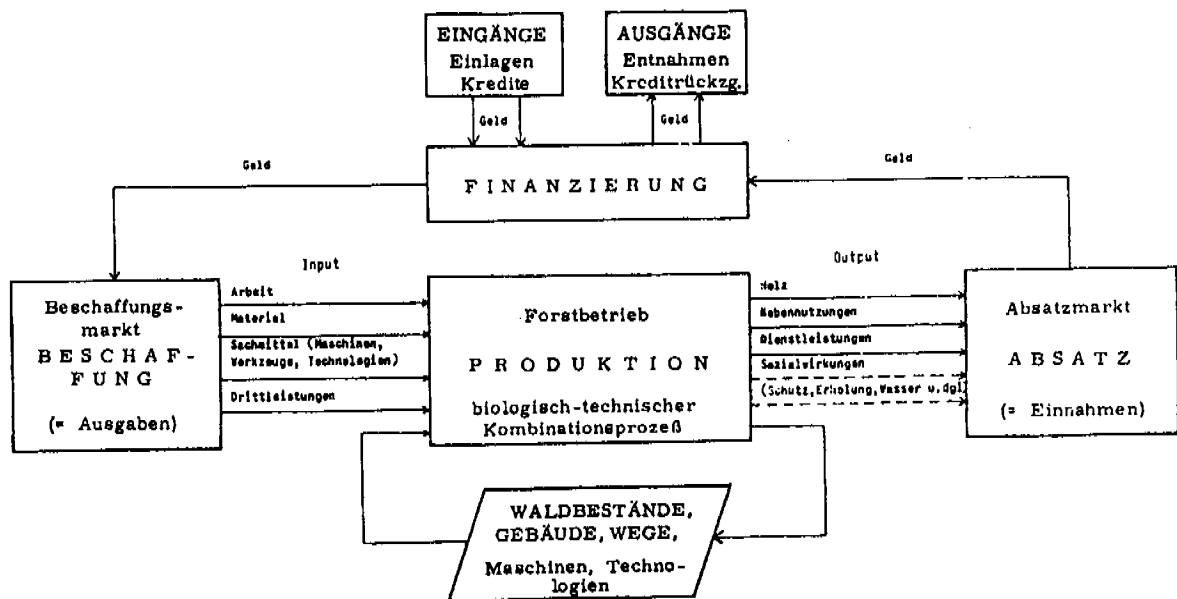 EINGÄNGE
Einlagen
Kredite
AUSGÄNGE
Entnahmen
Kreditrückzg.
Geld
Geld
Geld
Geld
FINANZIERUNG
Input
Output
Beschaffungs-
markt
BESCHAF-
FUNG
(= Ausgaben)
Arbeit
Material
Sachmittel (Maschinen,
Werkzeuge, Technologien)
Drittleistungen
Forstbetrieb
PRODUKTION
biologisch-technischer
Kombinationsprozeß
Holz
Nebennutzungen
Dienstleistungen
Sozialwirkungen
(Schutz, Erholung, Wasser u.dgl.
Absatzmarkt
ABSATZ
(= Einnahmen)
WALDBESTÄNDE,
GEBÄUDE, WEGE,
Maschinen, Techno-
logien